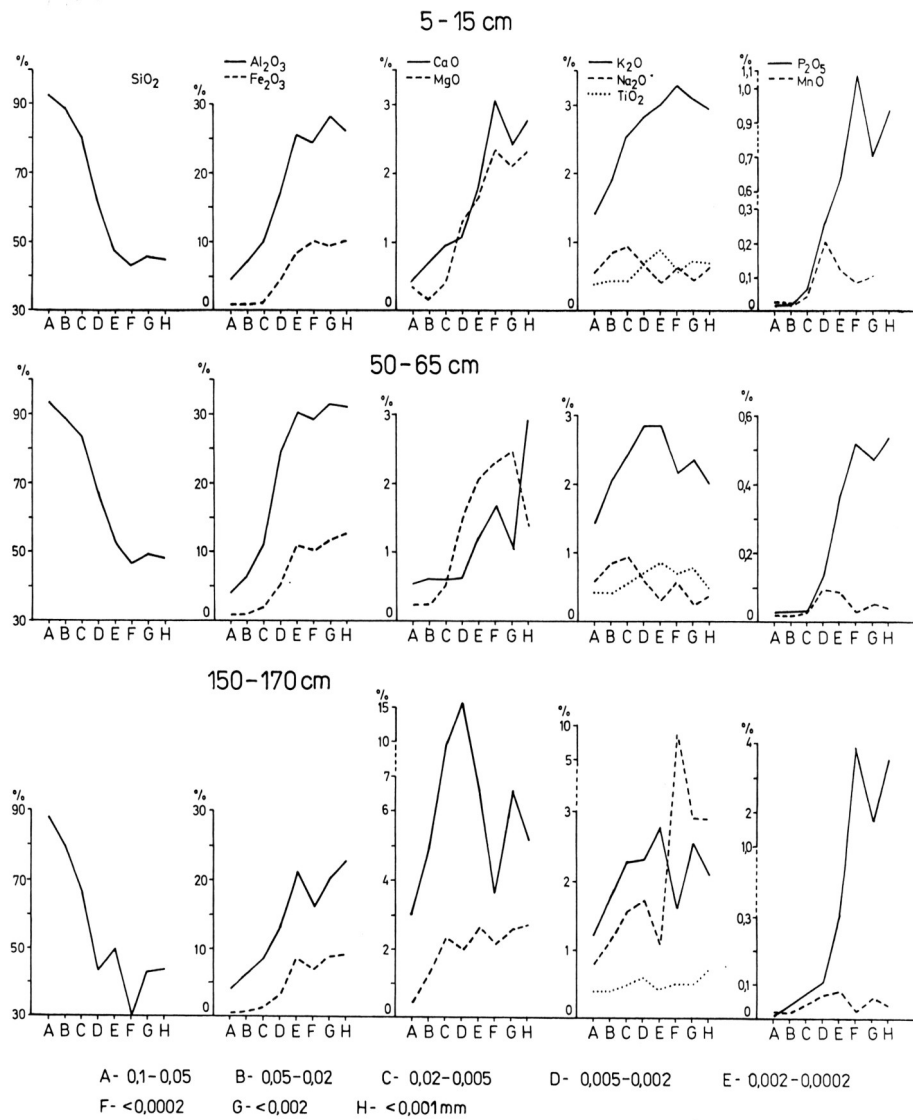 5-15 cm
%
SiO₂
90
70
50
30
A B C D E F G H
%
Al₂O₃
Fe₂O₃
30
20
10
0
A B C D E F G H
%
CaO
MgO
3
2
1
0
A B C D E F G H
%
K₂O
Na₂O
TiO₂
3
2
1
0
A B C D E F G H
%
P₂O₅
MnO
1,1
1,0
0,9
0,7
0,6
0,3
0,2
0,1
0
A B C D E F G H
50-65 cm
%
90
70
50
30
A B C D E F G H
%
30
20
10
0
A B C D E F G H
%
3
2
1
0
A B C D E F G H
%
3
2
1
0
A B C D E F G H
%
0,6
0,4
0,2
0
A B C D E F G H
150-170 cm
%
90
70
50
30
A B C D E F G H
%
30
20
10
0
A B C D E F G H
%
15
10
7
6
4
2
0
A B C D E F G H
%
10
5
3
2
1
0
A B C D E F G H
%
4
2
1,0
0,3
0,1
0
A B C D E F G H
A- 0,1-0,05 B- 0,05-0,02 C- 0,02-0,005 D- 0,005-0,002 E- 0,002-0,0002
F- <0,0002 G- <0,002 H- <0,001mm